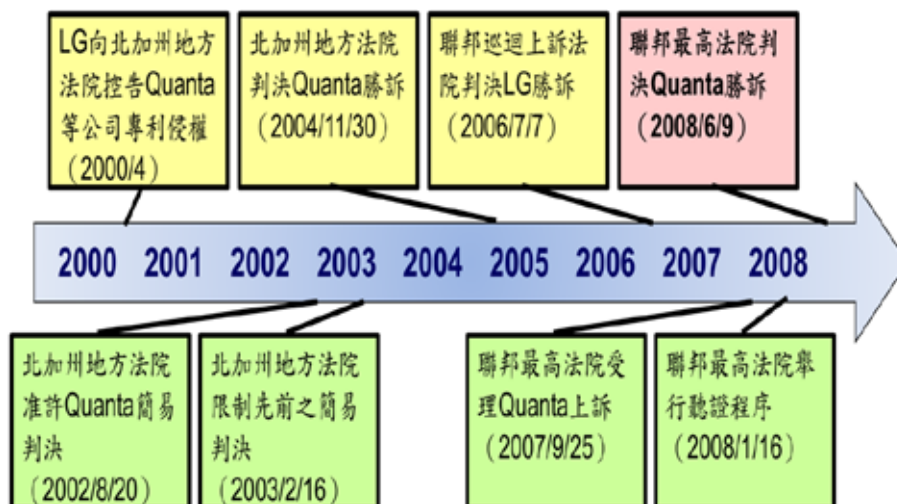 LG向北加州地方
法院控告Quanta
等公司專利侵權
（2000/4）
北加州地方法院
判決Quanta勝訴
（2004/11/30）
聯邦巡迴上訴法
院判決LG勝訴
（2006/7/7）
聯邦最高法院判
決Quanta勝訴
（2008/6/9）
2000 2001 2002 2003 2004 2005 2006 2007 2008
北加州地方法院
准許Quanta簡易
判決
（2002/8/20）
北加州地方法院
限制先前之簡易
判決
（2003/2/16）
聯邦最高法院受
理Quanta上訴
（2007/9/25）
聯邦最高法院舉
行聽證程序
（2008/1/16）